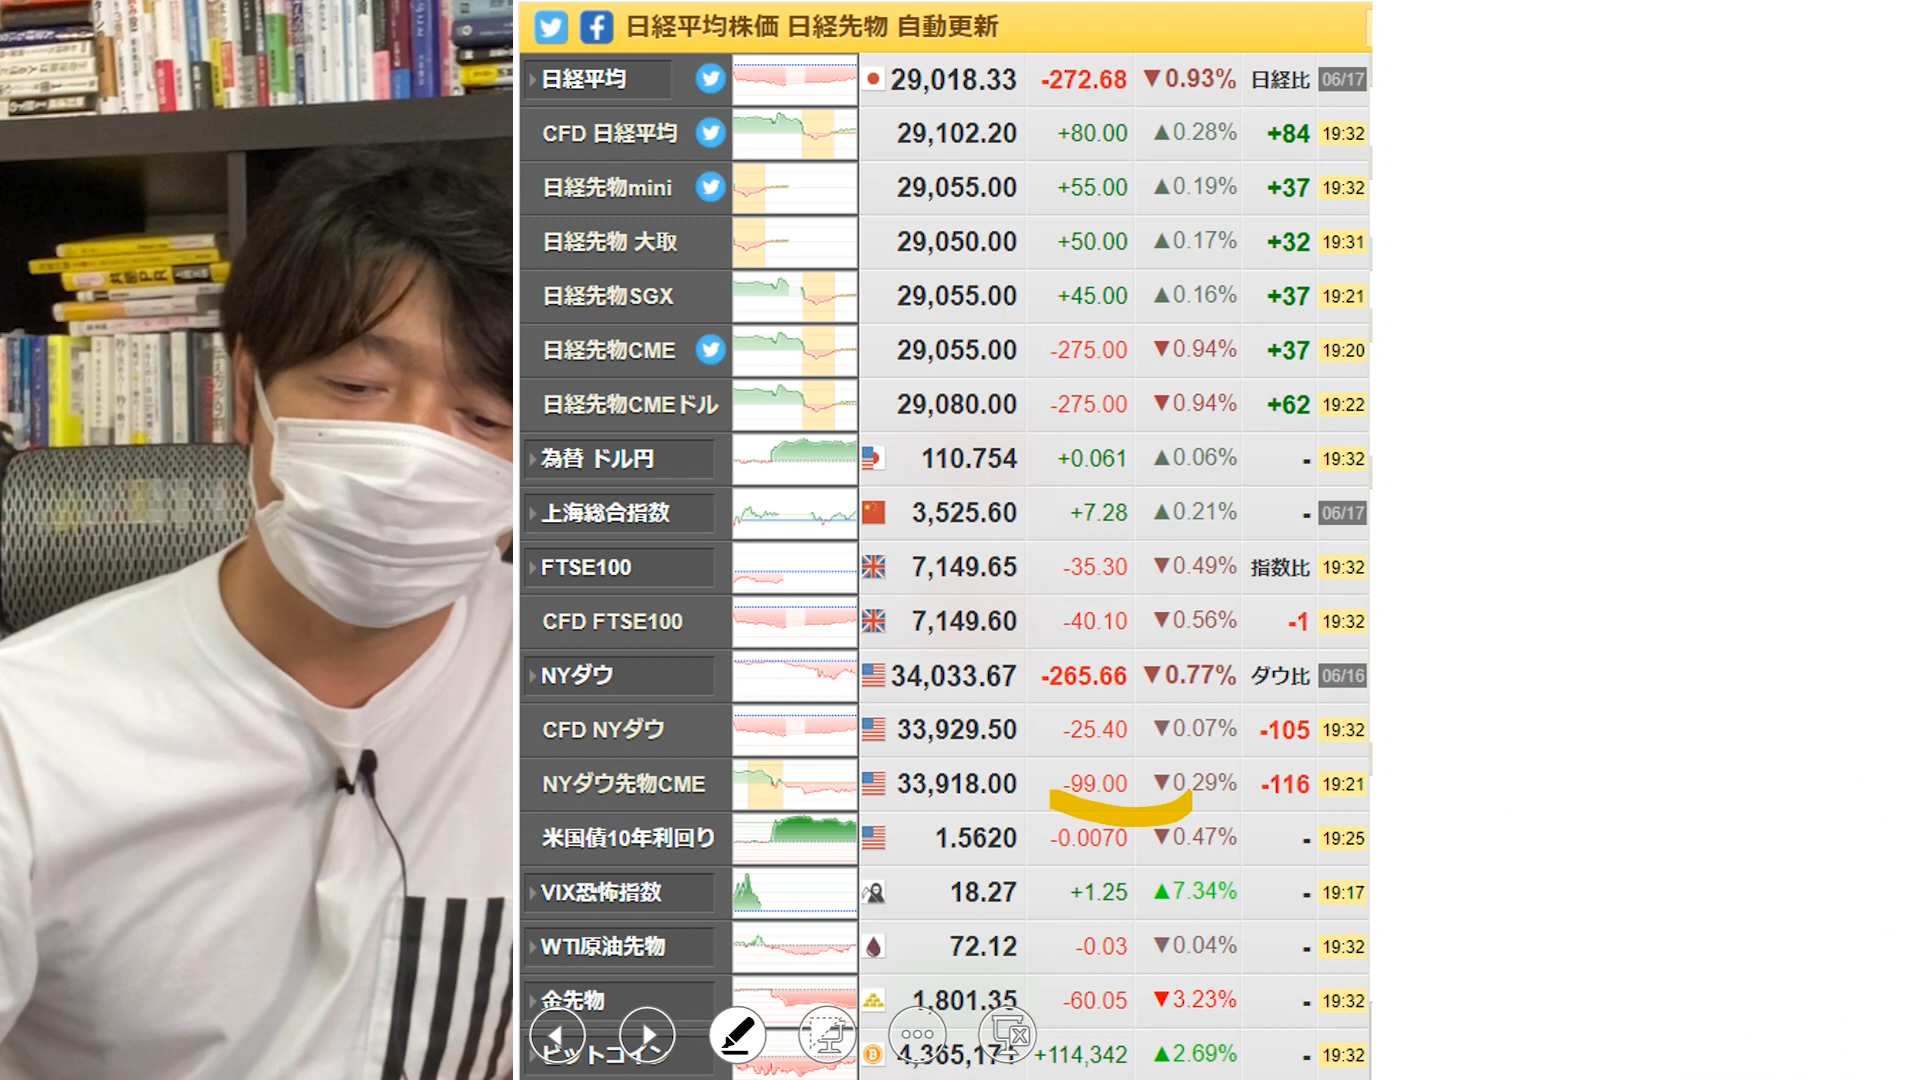 日経平均株価 日経先物 自動更新
日経平均 29,018.33 -272.68 ▼0.93% 日経比 06/17
CFD 日経平均 29,102.20 +80.00 ▲0.28% +84 19:32
日経先物mini 29,055.00 +55.00 ▲0.19% +37 19:32
日経先物 大取 29,050.00 +50.00 ▲0.17% +32 19:31
日経先物SGX 29,055.00 +45.00 ▲0.16% +37 19:21
日経先物CME 29,055.00 -275.00 ▼0.94% +37 19:20
日経先物CMEドル 29,080.00 -275.00 ▼0.94% +62 19:22
為替 ドル円 110.754 +0.061 ▲0.06% - 19:32
上海総合指数 3,525.60 +7.28 ▲0.21% - 06/17
FTSE100 7,149.65 -35.30 ▼0.49% 指数比 19:32
CFD FTSE100 7,149.60 -40.10 ▼0.56% -1 19:32
NYダウ 34,033.67 -265.66 ▼0.77% ダウ比 06/16
CFD NYダウ 33,929.50 -25.40 ▼0.07% -105 19:32
NYダウ先物CME 33,918.00 -99.00 ▼0.29% -116 19:21
米国債10年利回り 1.5620 -0.0070 ▼0.47% - 19:25
VIX恐怖指数 18.27 +1.25 ▲7.34% - 19:17
WTI原油先物 72.12 -0.03 ▼0.04% - 19:32
金先物 1,801.35 -60.05 ▼3.23% - 19:32
ビットコイン +114,342 ▲2.69% - 19:32